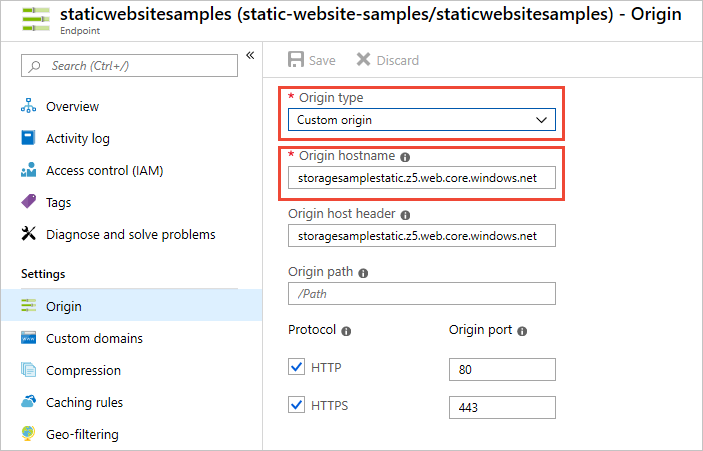 staticwebsitesamples (static-website-samples/staticwebsitesamples) - Origin
Endpoint
«
Search (Ctrl+/)
Overview
Activity log
Access control (IAM)
Tags
Diagnose and solve problems
Settings
Origin
Custom domains
Compression
Caching rules
Geo-filtering
Save Discard
* Origin type
Custom origin
* Origin hostname
storagesamplestatic.z5.web.core.windows.net
Origin host header
storagesamplestatic.z5.web.core.windows.net
Origin path
/Path
Protocol Origin port
HTTP 80
HTTPS 443